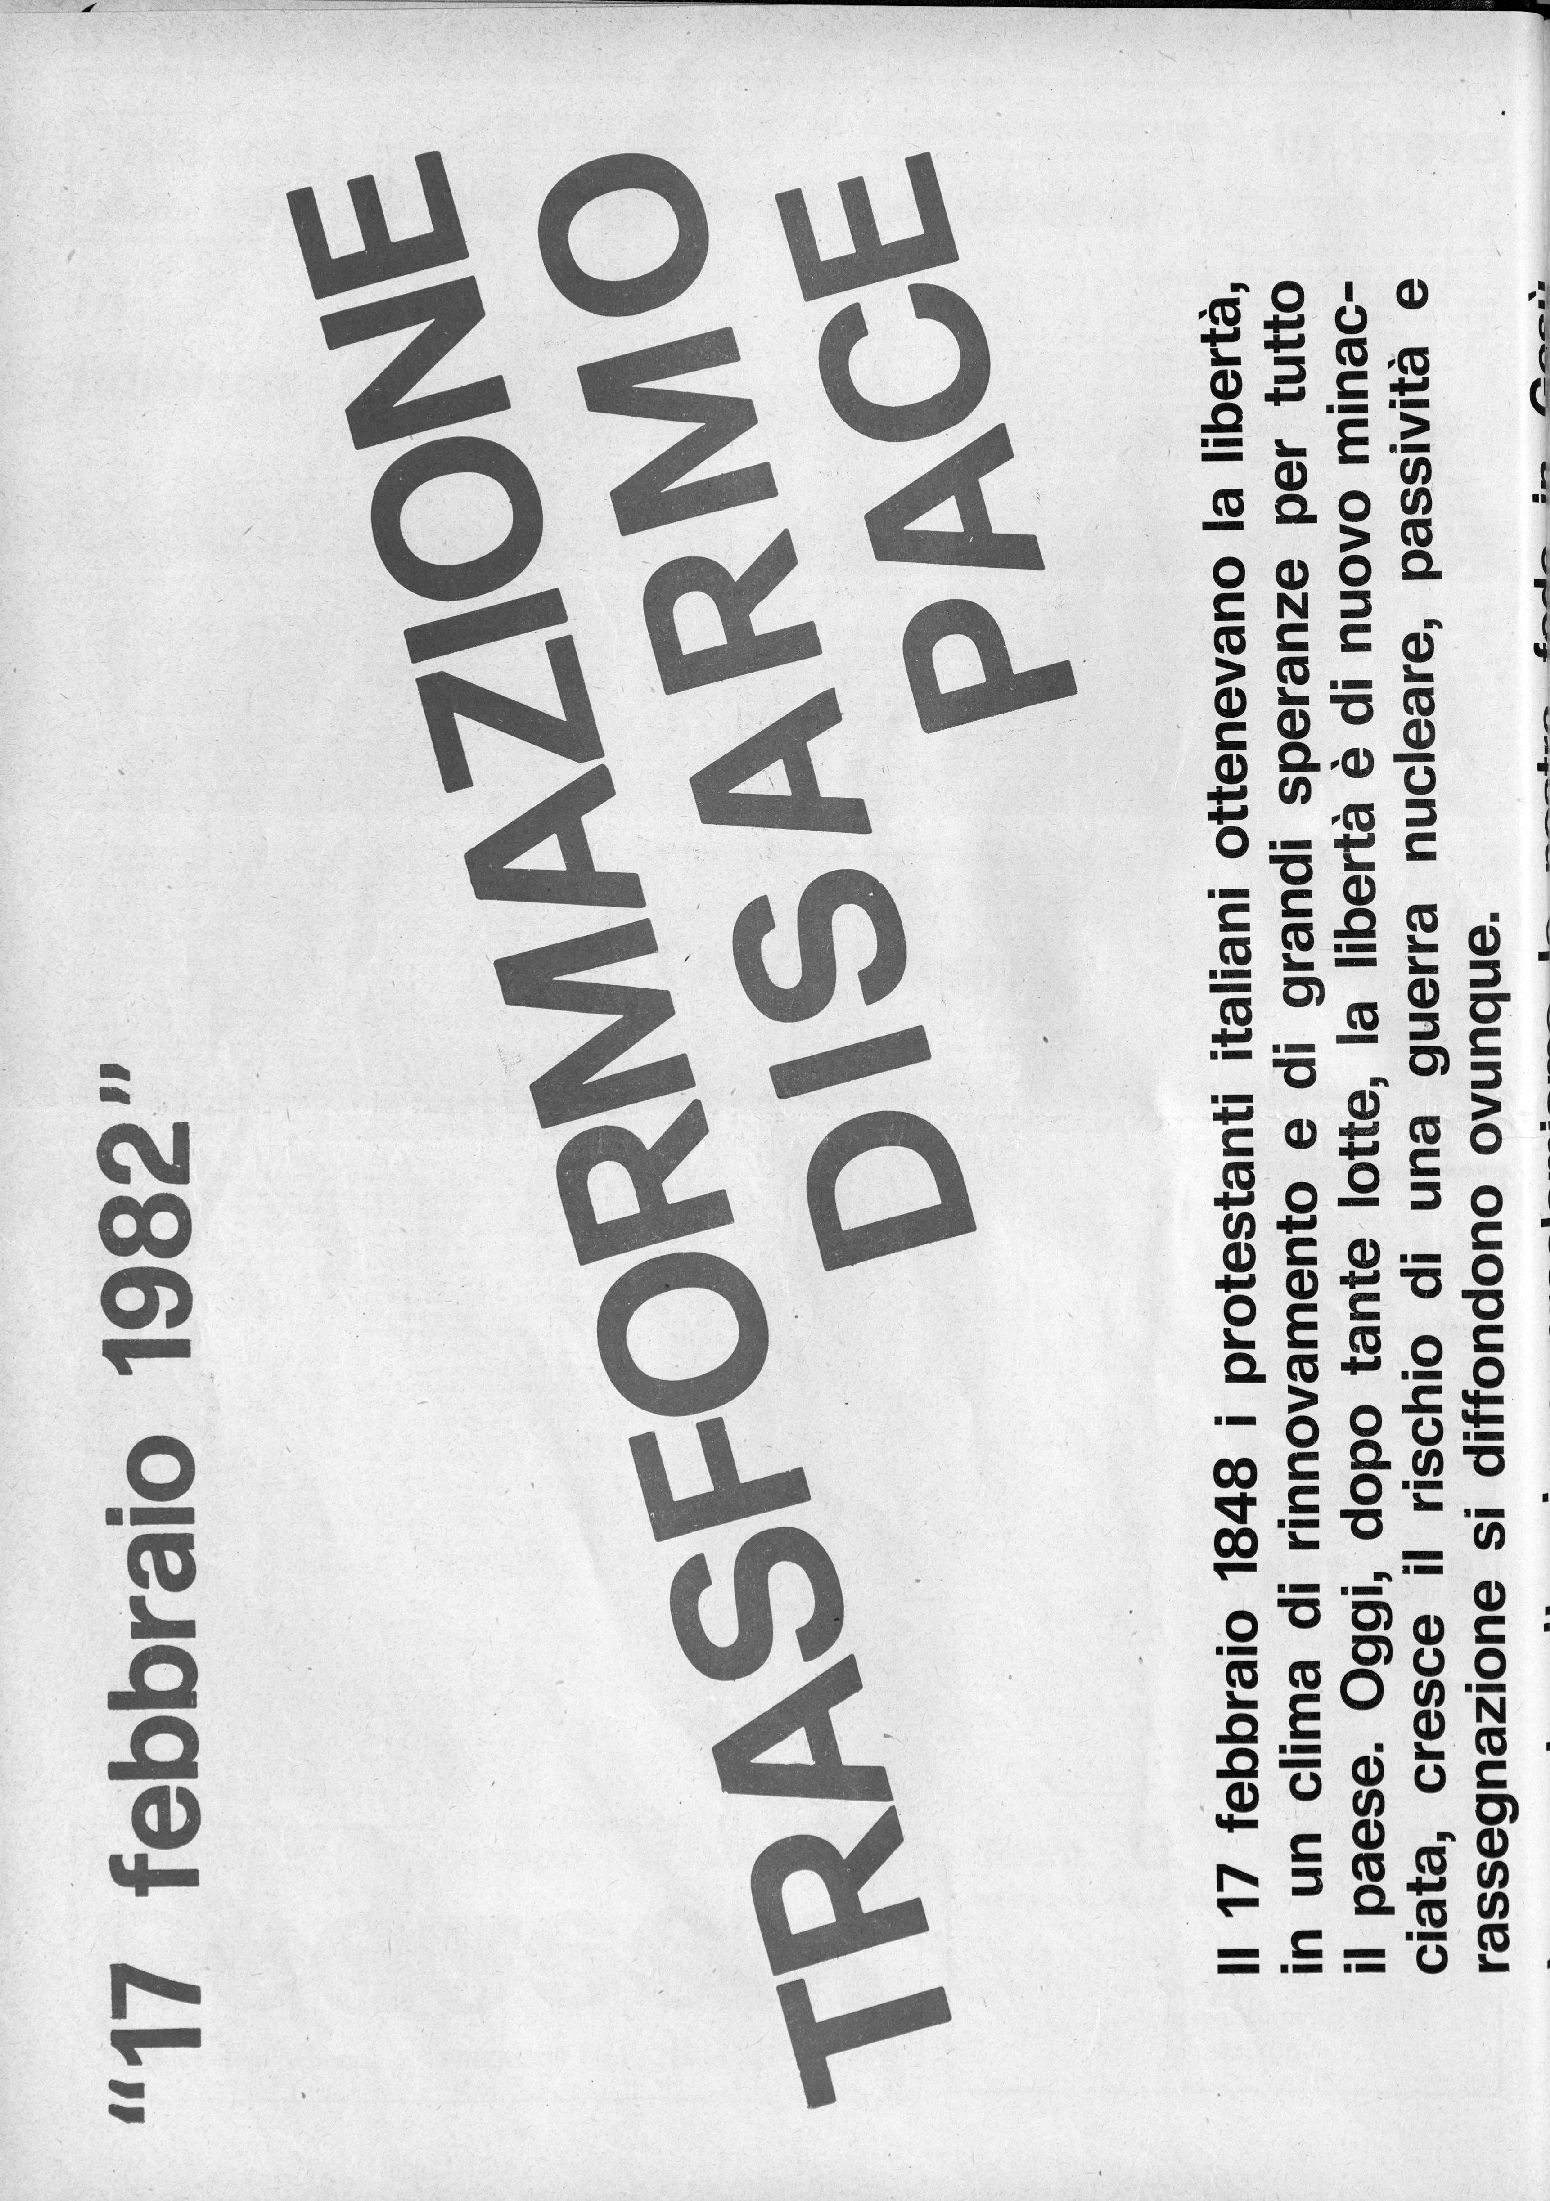 “17 febbraio 1982”
TRASFORMAZIONE
DISARMO
PACE
Il 17 febbraio 1848 i protestanti italiani ottenevano la libertà,
in un clima di rinnovamento e di grandi speranze per tutto
il paese. Oggi, dopo tante lotte, la libertà è di nuovo minac-
ciata, cresce il rischio di una guerra nucleare, passività e
rassegnazione si diffondono ovunque.